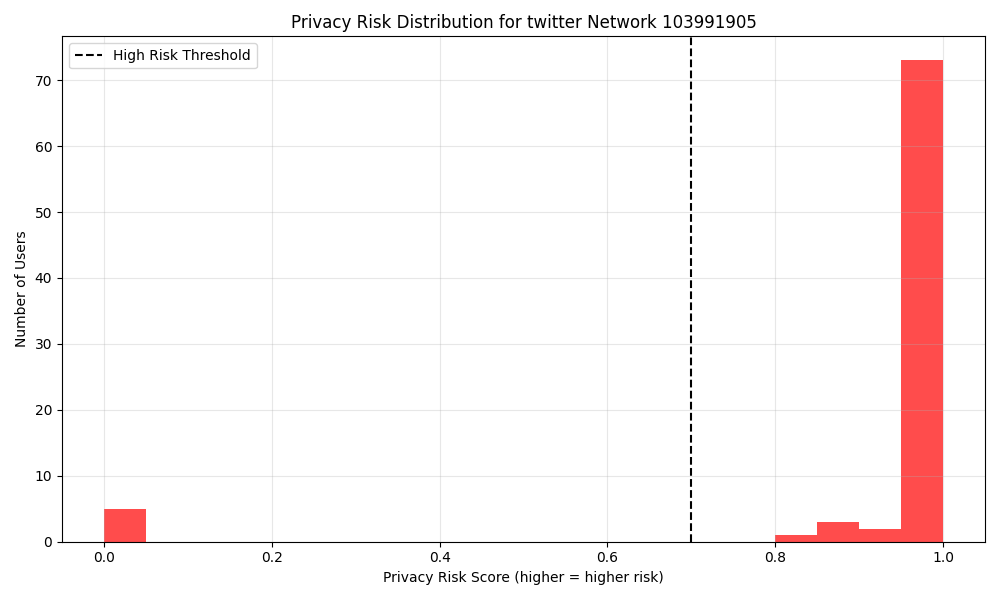 Privacy Risk Distribution for twitter Network 103991905
High Risk Threshold
Number of Users
70
60
50
40
30
20
10
0
0.0 0.2 0.4 0.6 0.8 1.0
Privacy Risk Score (higher = higher risk)